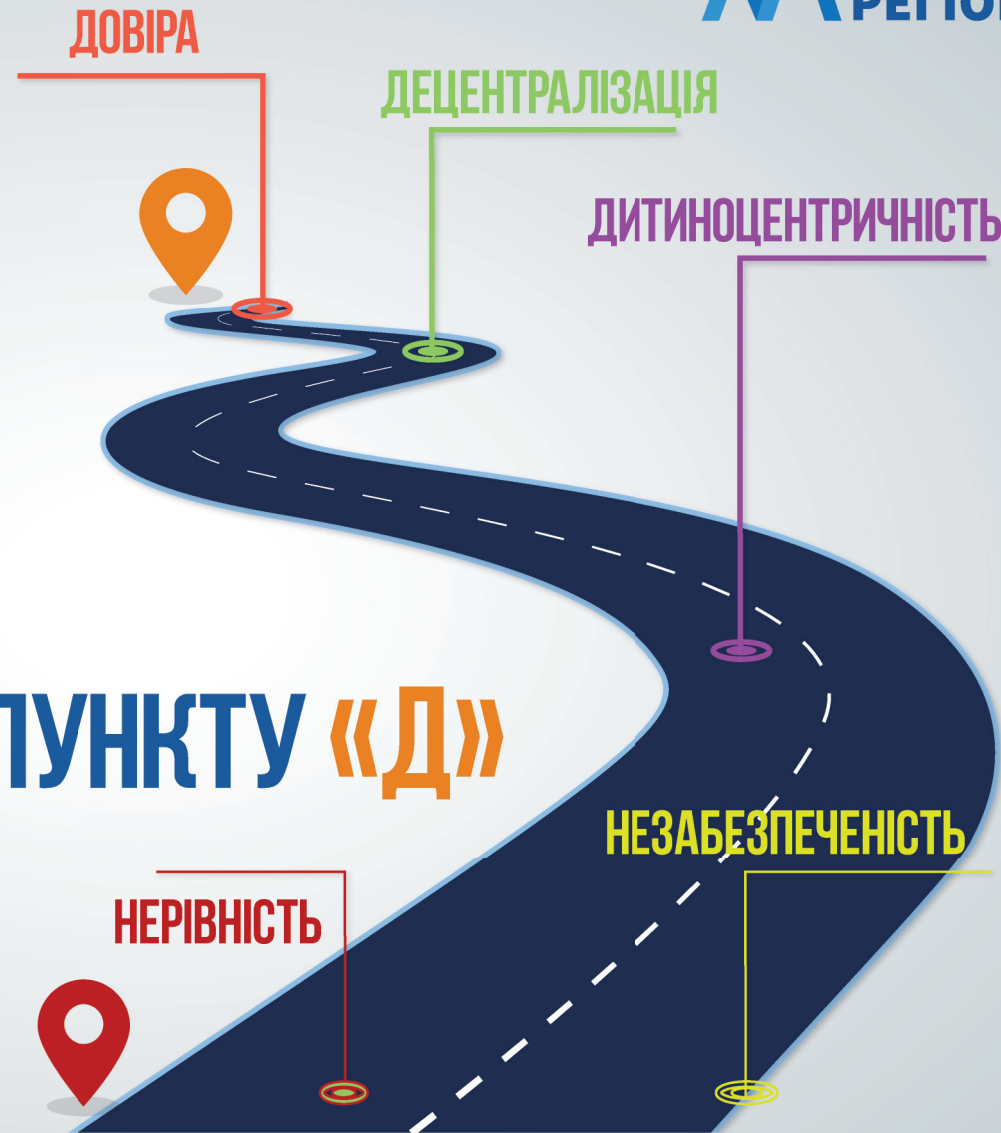 ДОВІРА
ДЕЦЕНТРАЛІЗАЦІЯ
ДИТИНОЦЕНТРИЧНІСТЬ
ПУНКТУ «Д»
НЕЗАБЕЗПЕЧЕНІСТЬ
НЕРІВНІСТЬ